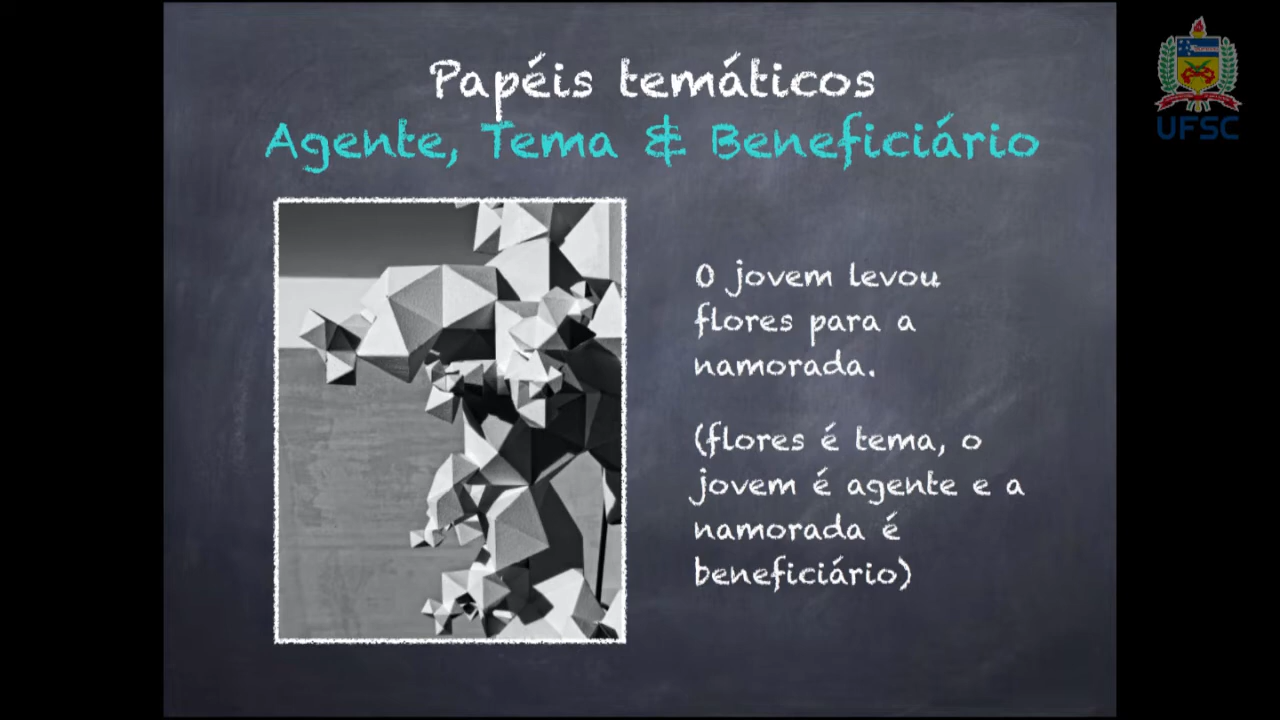 Papéis temáticos
Agente, Tema & Beneficiário
O jovem levou
flores para a
namorada.
(flores é tema, o
jovem é agente e a
namorada é
beneficiário)
UFSC